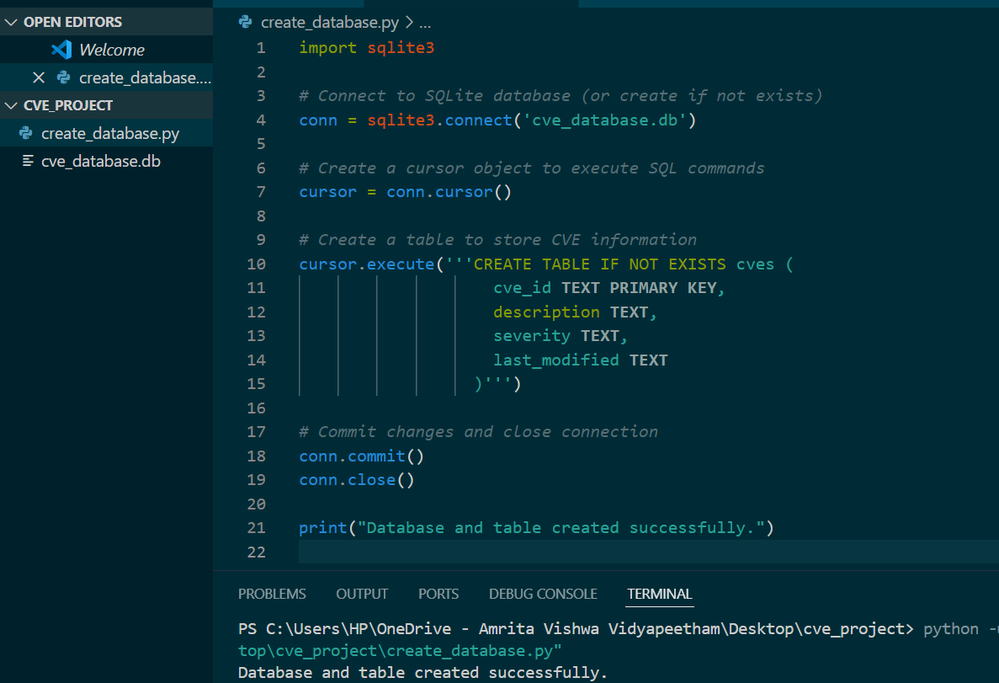 OPEN EDITORS
Welcome
create_database....
CVE_PROJECT
create_database.py
cve_database.db
create_database.py > ...
1 import sqlite3
2
3 # Connect to SQLite database (or create if not exists)
4 conn = sqlite3.connect('cve_database.db')
5
6 # Create a cursor object to execute SQL commands
7 cursor = conn.cursor()
8
9 # Create a table to store CVE information
10 cursor.execute('''CREATE TABLE IF NOT EXISTS cves (
11 cve_id TEXT PRIMARY KEY,
12 description TEXT,
13 severity TEXT,
14 last_modified TEXT
15 )''')
16
17 # Commit changes and close connection
18 conn.commit()
19 conn.close()
20
21 print("Database and table created successfully.")
22
PROBLEMS OUTPUT PORTS DEBUG CONSOLE TERMINAL
PS C:\Users\HP\OneDrive - Amrita Vishwa Vidyapeetham\Desktop\cve_project> python -u
top\cve_project\create_database.py"
Database and table created successfully.